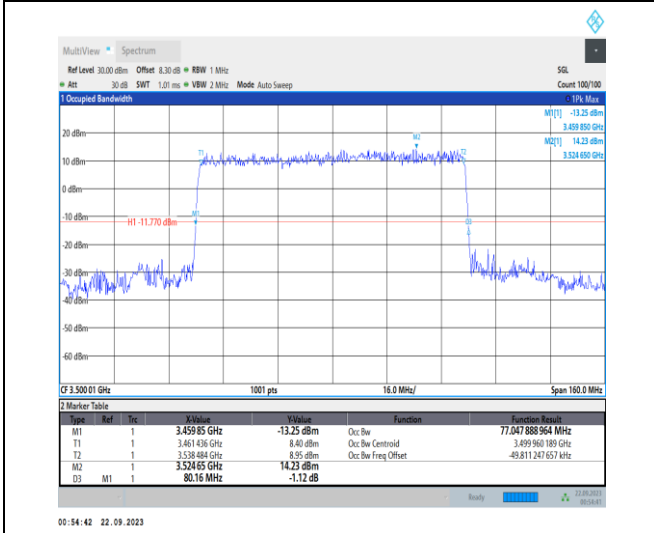 MultiView Spectrum
Ref Level 30.00 dBm Offset 8.30 dB RBW 1 MHz SGL
Att 30 dB SWT 1.01 ms VBW 2 MHz Mode Auto Sweep Count 100/100
1 Occupied Bandwidth 1Pk Max
M1[1] -13.25 dBm
3.459 850 GHz
M2[1] 14.23 dBm
3.524 650 GHz
20 dBm
M2
T1 T2
10 dBm
0 dBm
-10 dBm
M1
H1 -11.770 dBm
D3
-20 dBm
-30 dBm
-40 dBm
-50 dBm
-60 dBm
CF 3.500 01 GHz 1001 pts 16.0 MHz/ Span 160.0 MHz
2 Marker Table
Type Ref Trc X-Value Y-Value Function Function Result
M1 1 3.459 85 GHz -13.25 dBm Occ Bw 77.047 888 964 MHz
T1 1 3.461 436 GHz 8.40 dBm Occ Bw Centroid 3.499 960 189 GHz
T2 1 3.538 484 GHz 8.95 dBm Occ Bw Freq Offset -49.811 247 657 kHz
M2 1 3.524 65 GHz 14.23 dBm
D3 M1 1 80.16 MHz -1.12 dB
Ready 22.09.2023
00:54:41
00:54:42 22.09.2023